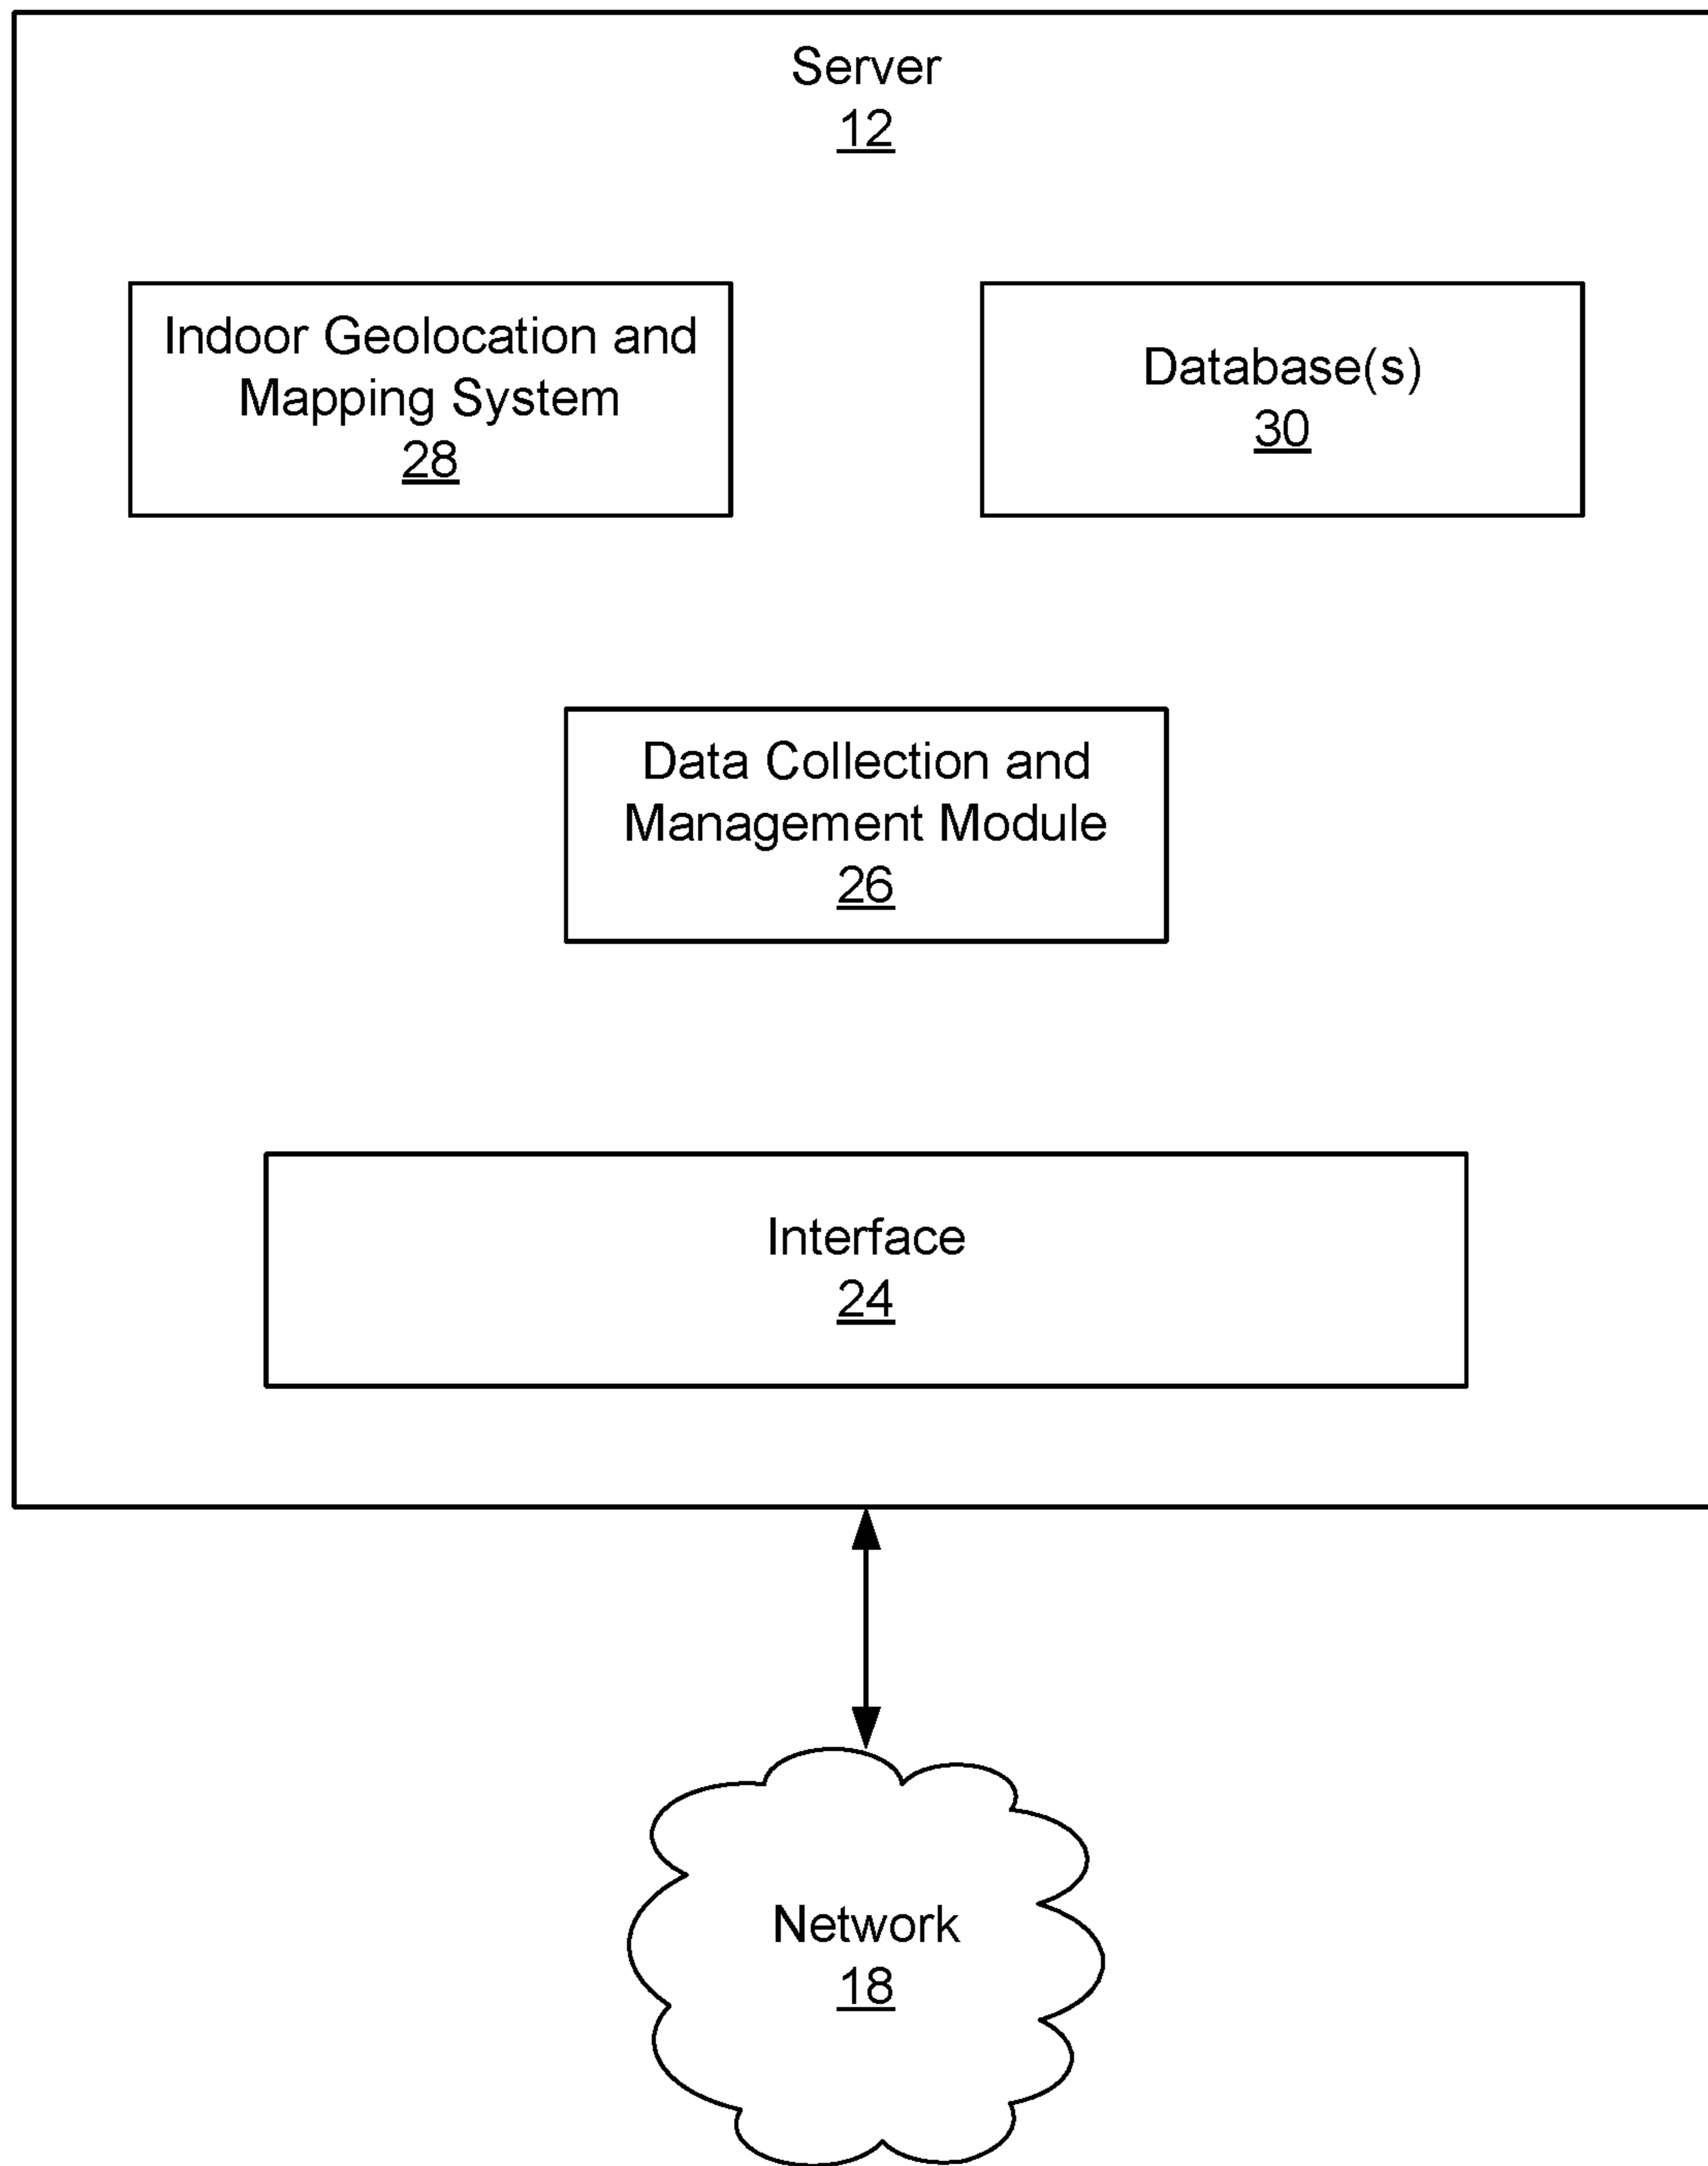 Server
12
Indoor Geolocation and
Mapping System
28
Database(s)
30
Data Collection and
Management Module
26
Interface
24
Network
18